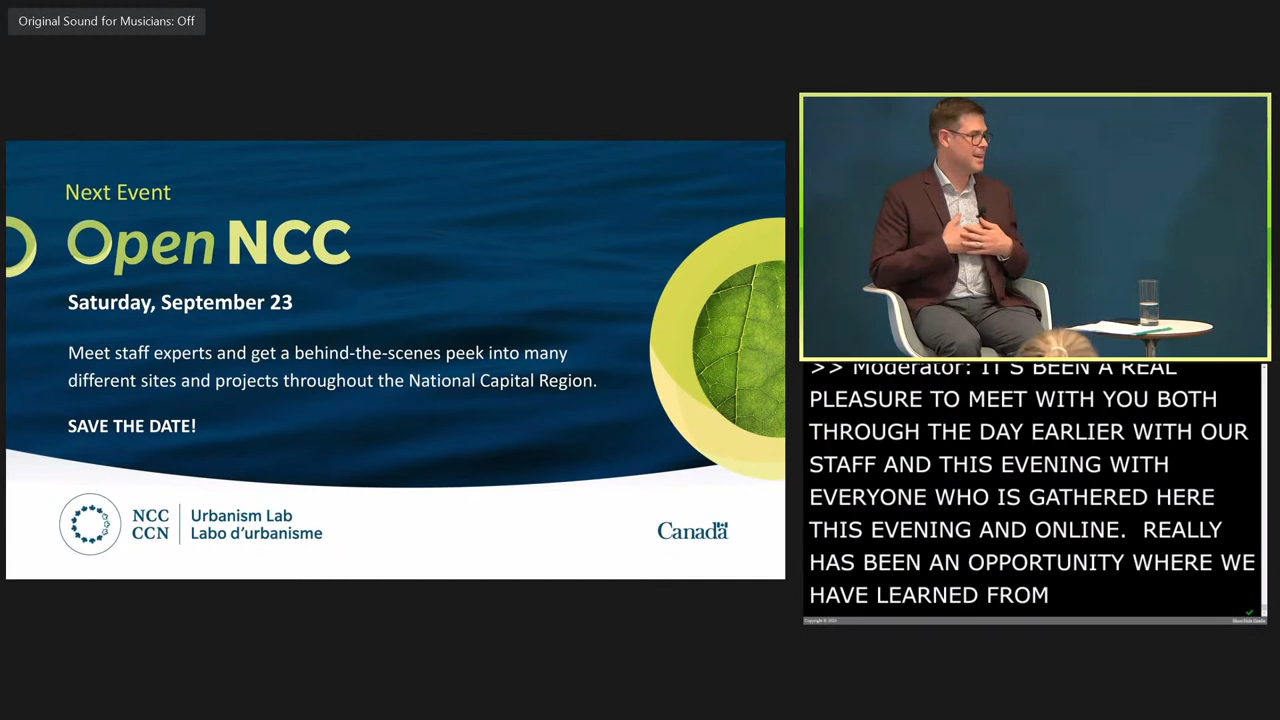 Original Sound for Musicians: Off
Next Event
Open NCC
Saturday, September 23
Meet staff experts and get a behind-the-scenes peek into many
different sites and projects throughout the National Capital Region.
SAVE THE DATE!
NCC
CCN
Urbanism Lab
Labo d'urbanisme
Canada
>> Moderator: IT'S BEEN A REAL
PLEASURE TO MEET WITH YOU BOTH
THROUGH THE DAY EARLIER WITH OUR
STAFF AND THIS EVENING WITH
EVERYONE WHO IS GATHERED HERE
THIS EVENING AND ONLINE.  REALLY
HAS BEEN AN OPPORTUNITY WHERE WE
HAVE LEARNED FROM